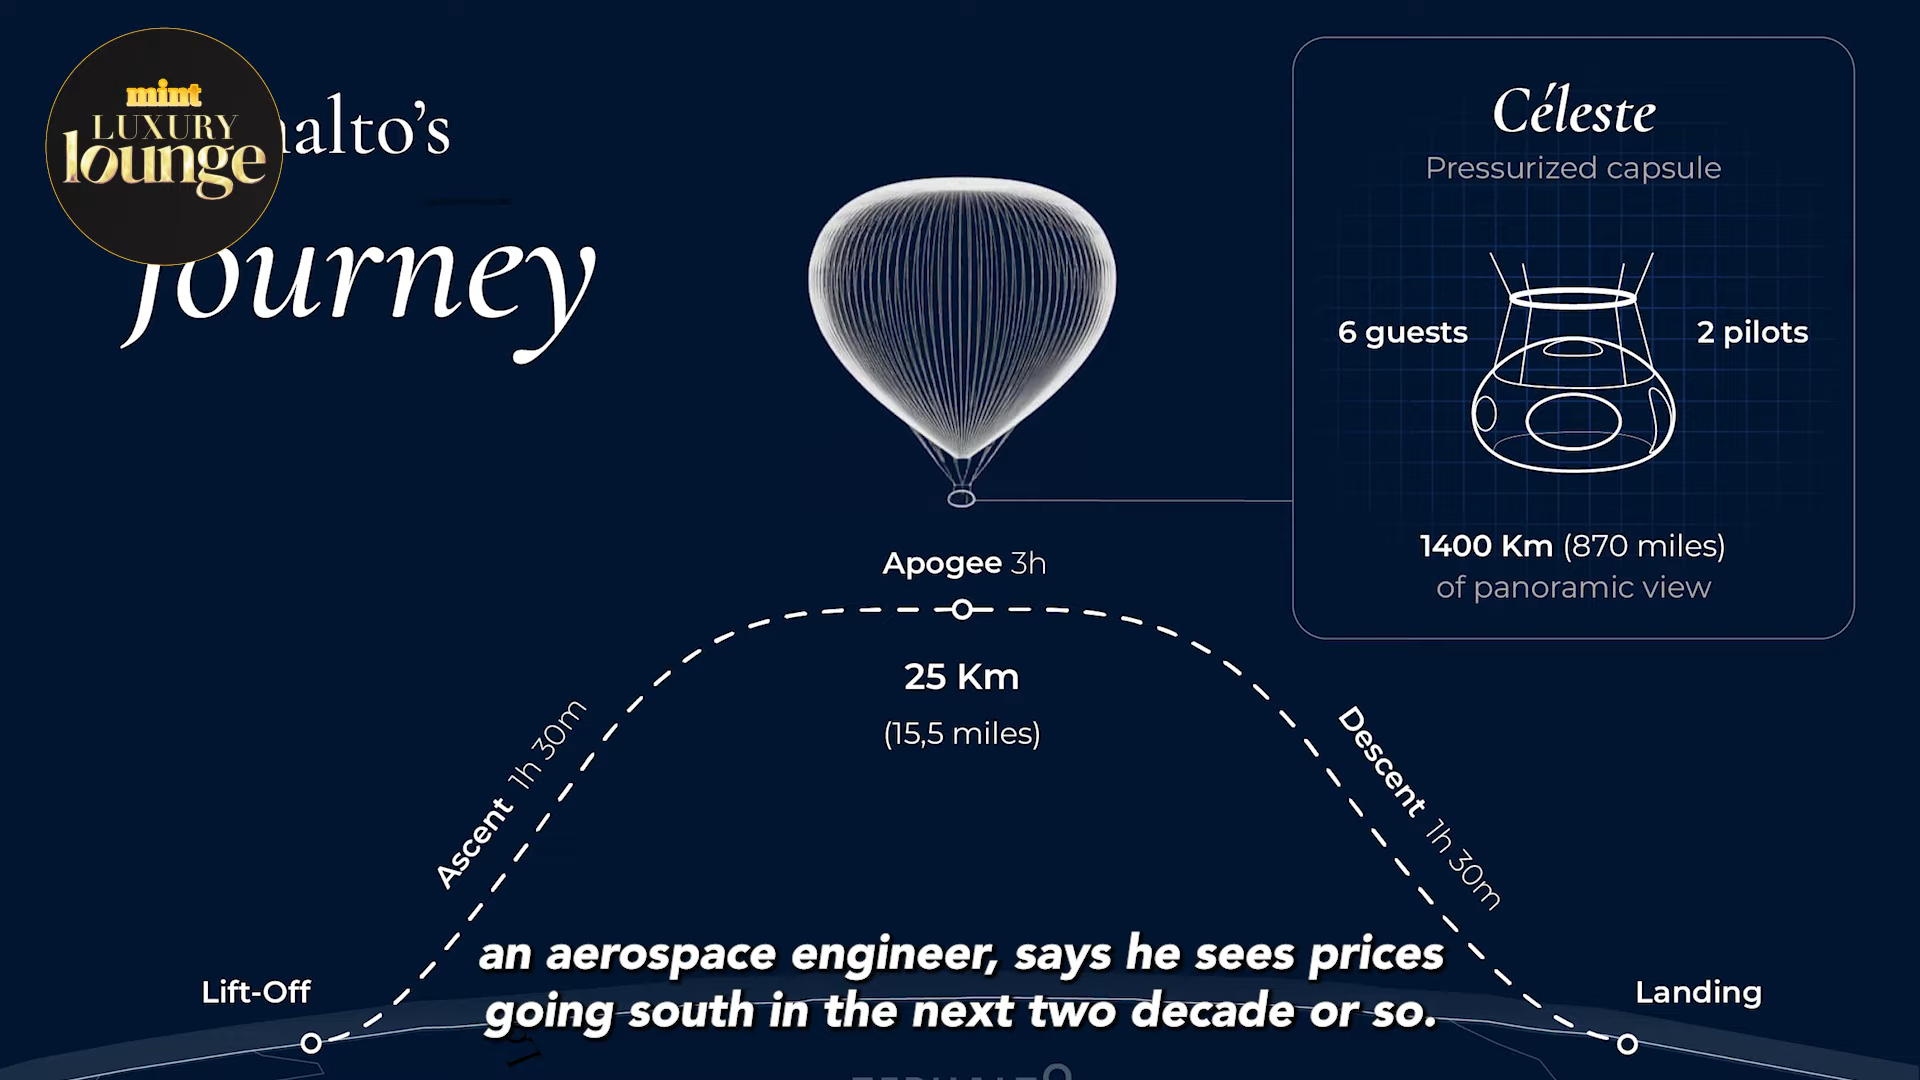 mint
LUXURY
lounge
alto's
Journey
Céleste
Pressurized capsule
6 guests
2 pilots
1400 Km (870 miles)
of panoramic view
Apogee 3h
25 Km
(15,5 miles)
Ascent 1h 30m
Descent 1h 30m
Lift-Off
Landing
an aerospace engineer, says he sees prices
going south in the next two decade or so.